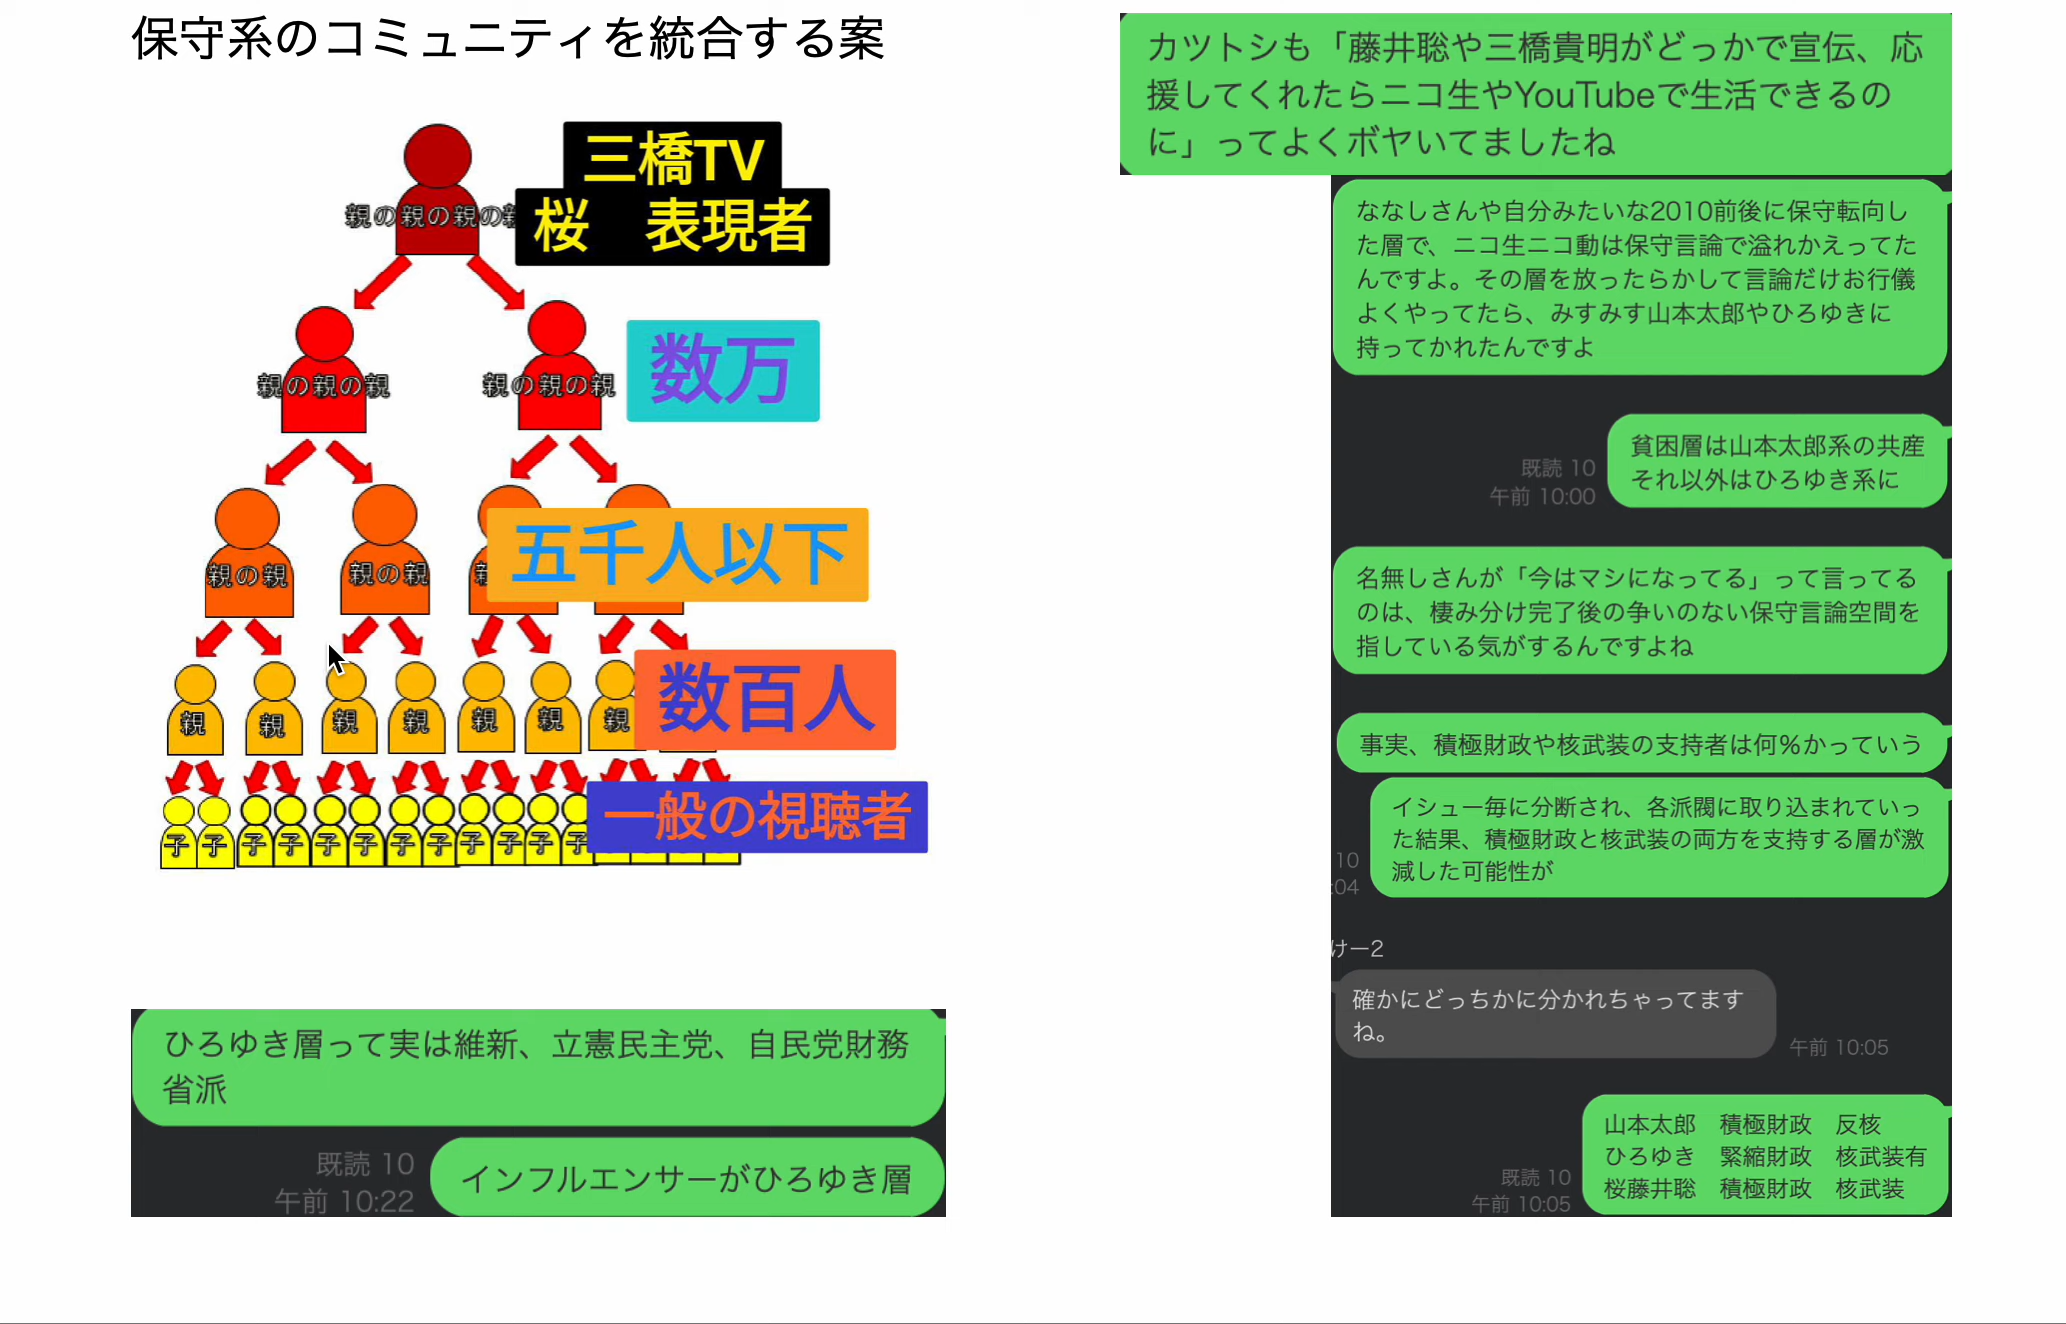 保守系のコミュニティを統合する案
三橋TV
親の親の親の
桜　表現者
数万
親の親の親
親の親の親
五千人以下
親の親
親の親
数百人
親
親
親
親
親
親
親
一般の視聴者
子
子
子
子
子
子
子
子
子
子
子
子
ひろゆき層って実は維新、立憲民主党、自民党財務
省派
既読 10
午前 10:22
インフルエンサーがひろゆき層
カツトシも「藤井聡や三橋貴明がどっかで宣伝、応
援してくれたらニコ生やYouTubeで生活できるの
に」ってよくボヤいてましたね
ななしさんや自分みたいな2010前後に保守転向し
た層で、ニコ生ニコ動は保守言論で溢れかえってた
んですよ。その層を放ったらかして言論だけお行儀
よくやってたら、みすみす山本太郎やひろゆきに
持ってかれたんですよ
貧困層は山本太郎系の共産
それ以外はひろゆき系に
既読 10
午前 10:00
名無しさんが「今はマシになってる」って言ってる
のは、棲み分け完了後の争いのない保守言論空間を
指している気がするんですよね
事実、積極財政や核武装の支持者は何％かっていう
イシュー毎に分断され、各派閥に取り込まれていっ
た結果、積極財政と核武装の両方を支持する層が激
減した可能性が
10
:04
けー2
確かにどっちかに分かれちゃってます
ね。
午前 10:05
山本太郎　積極財政　反核
ひろゆき　緊縮財政　核武装有
桜藤井聡　積極財政　核武装
既読 10
午前 10:05